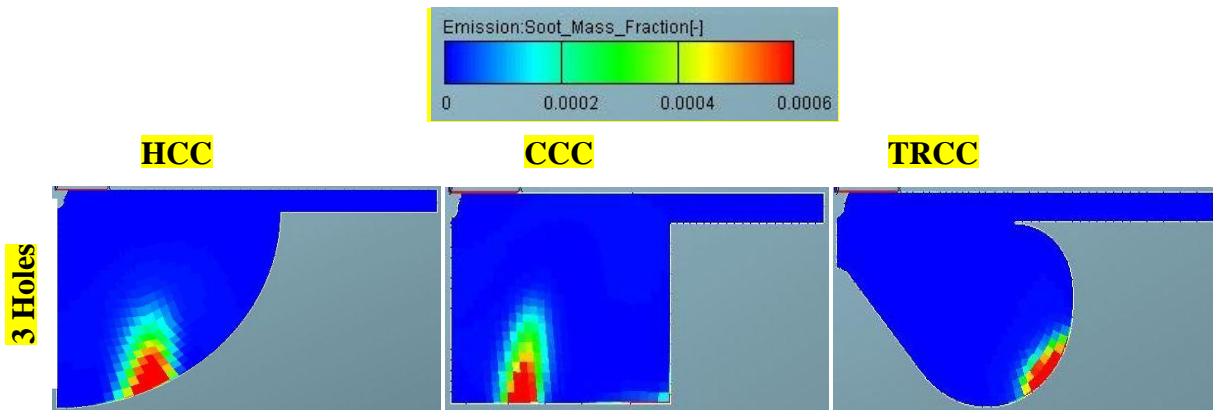 Emission:Soot_Mass_Fraction[-]
0 0.0002 0.0004 0.0006
HCC CCC TRCC
3 Holes